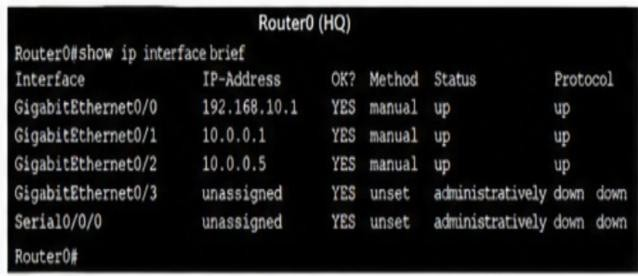 Router0 (HQ)
Router0#show ip interface brief
Interface IP-Address OK? Method Status Protocol
GigabitEthernet0/0 192.168.10.1 YES manual up up
GigabitEthernet0/1 10.0.0.1 YES manual up up
GigabitEthernet0/2 10.0.0.5 YES manual up up
GigabitEthernet0/3 unassigned YES unset administratively down down
Serial0/0/0 unassigned YES unset administratively down down
Router0#